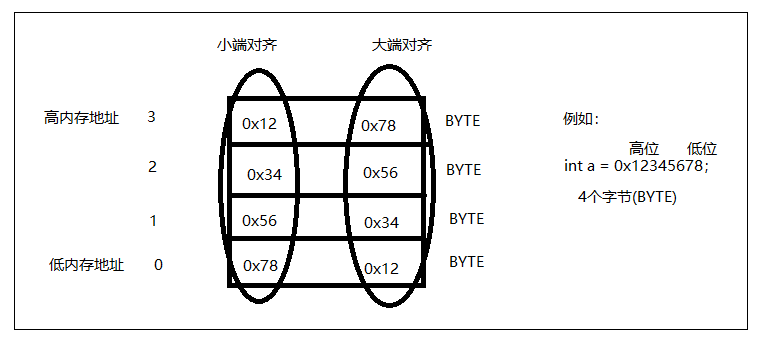 小端对齐 大端对齐
高内存地址 3 0x12 0x78 BYTE 例如：
高位 低位
2 0x34 0x56 BYTE int a = 0x12345678；
4个字节(BYTE)
1 0x56 0x34 BYTE
低内存地址 0 0x78 0x12 BYTE